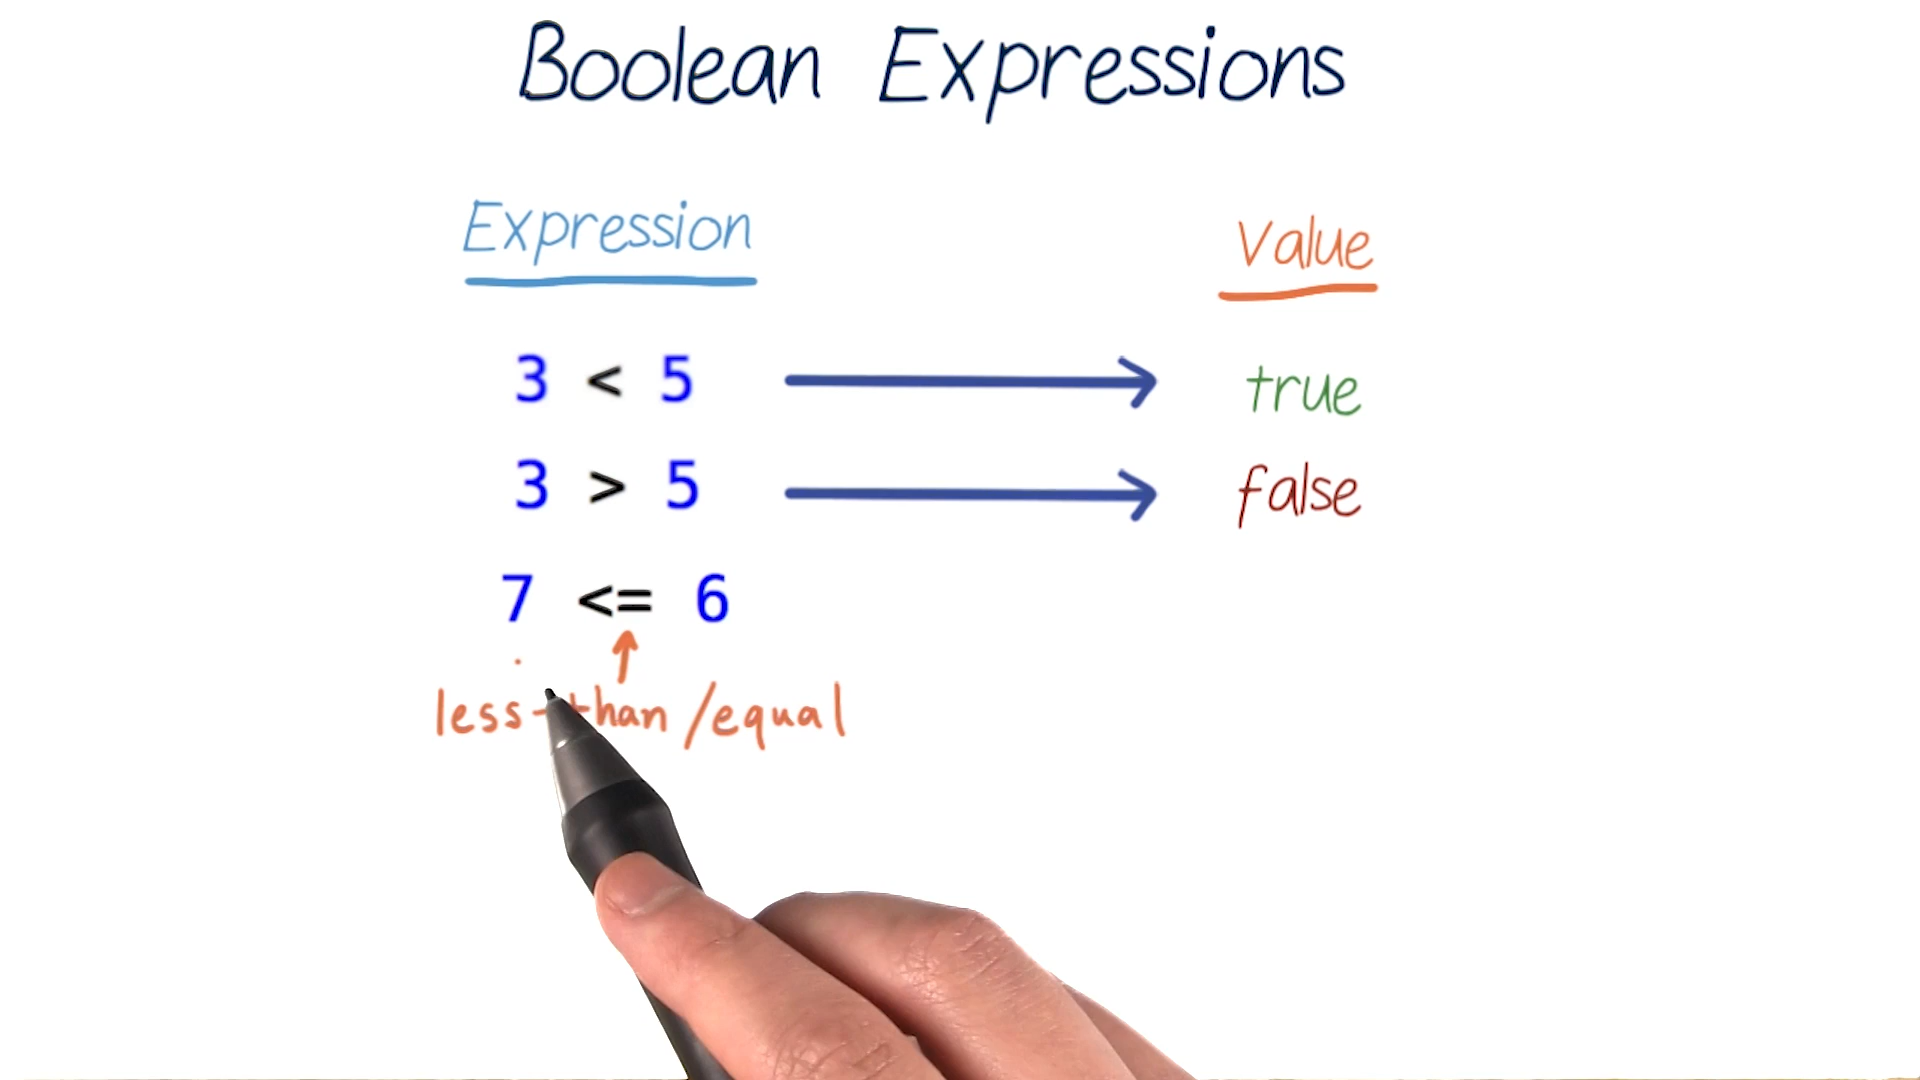 Boolean Expressions
Expression Value
3 < 5 true
3 > 5 false
7 <= 6
less-than/equal